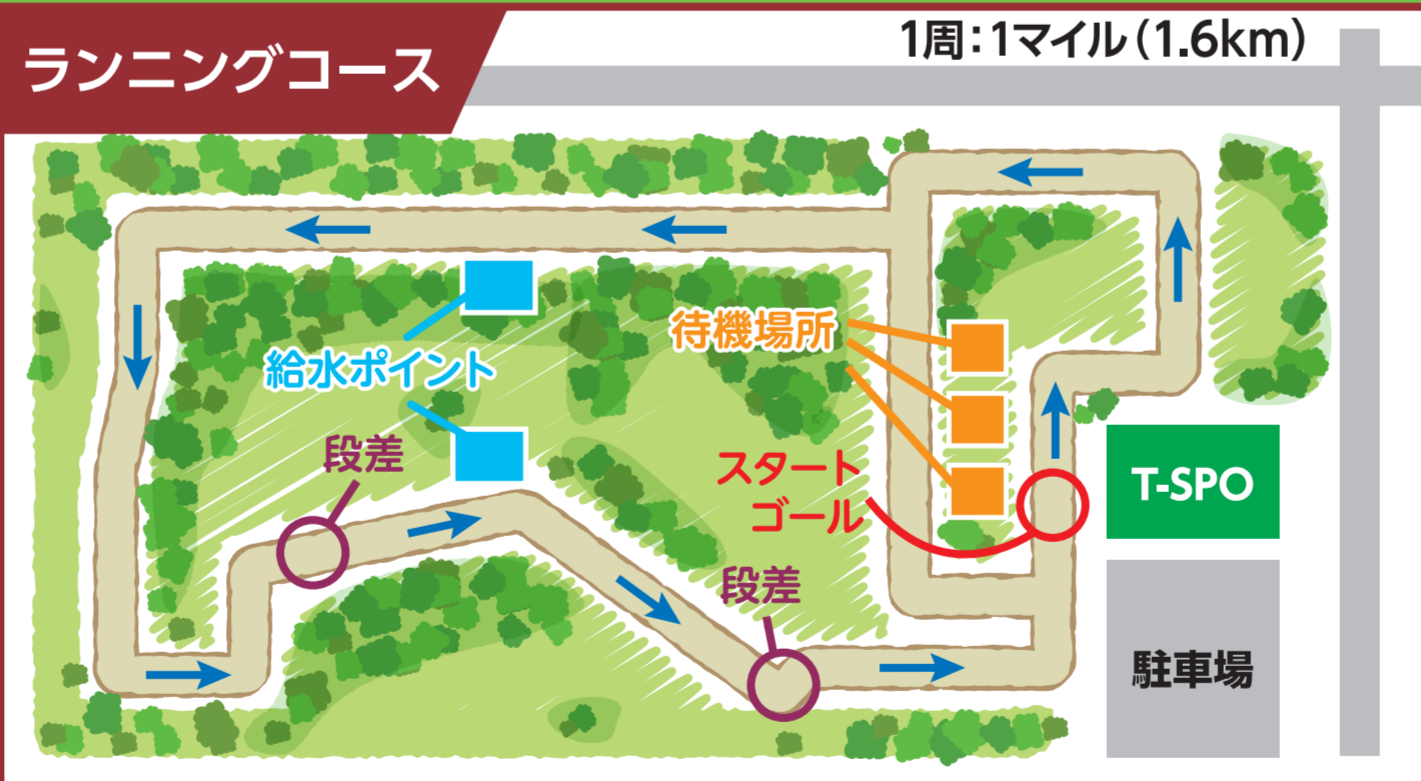 ランニングコース
1周：1マイル（1.6km）
給水ポイント
待機場所
段差
スタート
ゴール
T-SPO
段差
駐車場